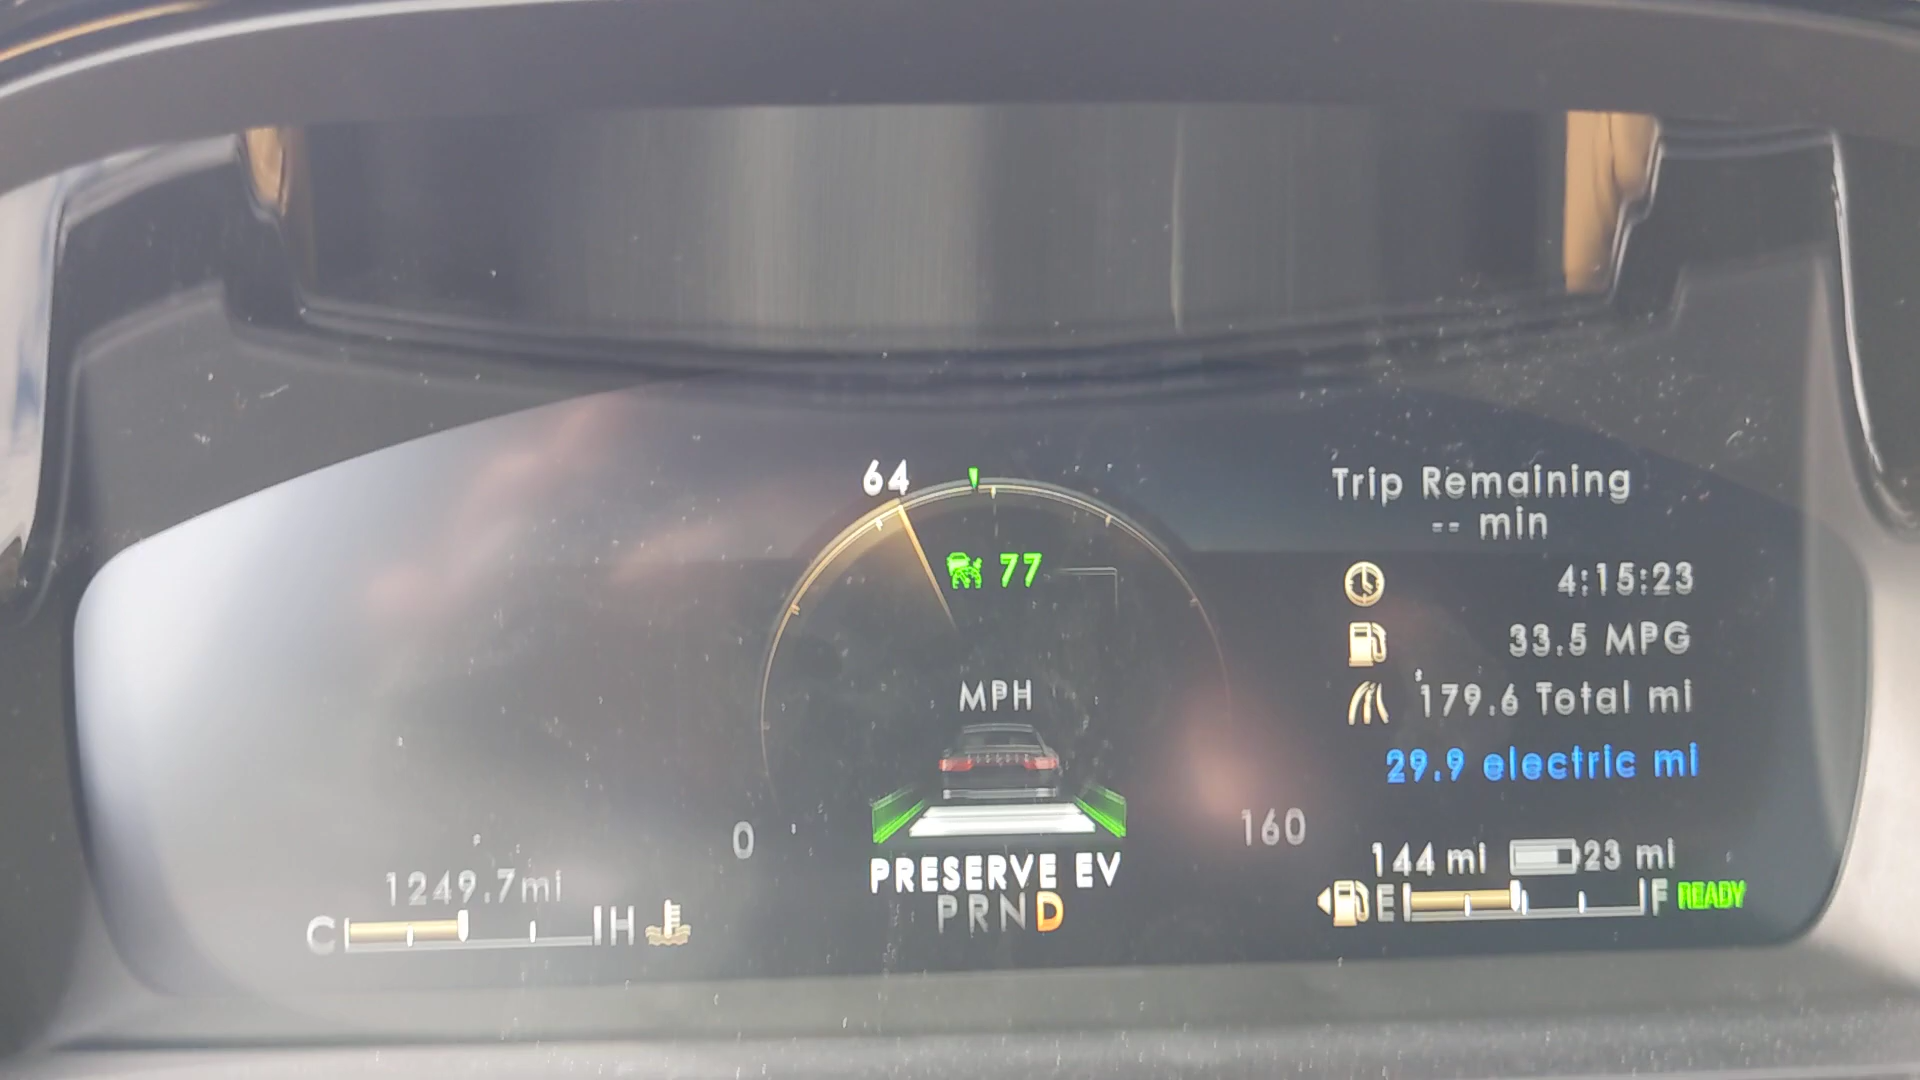 64
77
MPH
0
160
PRESERVE EV
PRND
1249.7mi
C H
Trip Remaining
-- min
4:15:23
33.5 MPG
179.6 Total mi
29.9 electric mi
144 mi 23 mi
E F READY